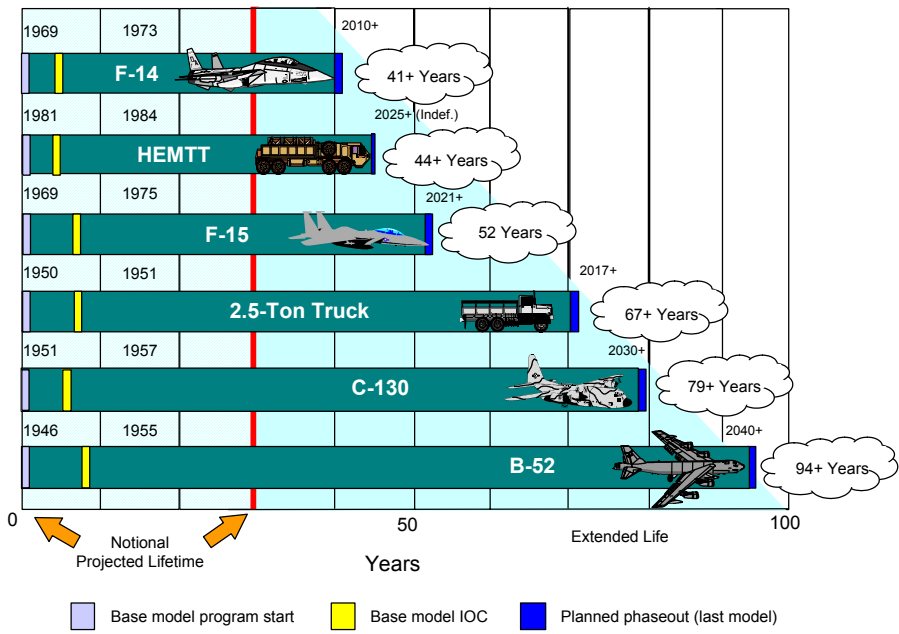 1969 1973 2010+
F-14
41+ Years
1981 1984 2025+ (Indef.)
HEMTT
44+ Years
1969 1975 2021+
F-15
52 Years
1950 1951 2017+
2.5-Ton Truck
67+ Years
1951 1957 2030+
C-130
79+ Years
1946 1955 2040+
B-52
94+ Years
0 50 100
Notional
Projected Lifetime
Extended Life
Years
Base model program start Base model IOC Planned phaseout (last model)